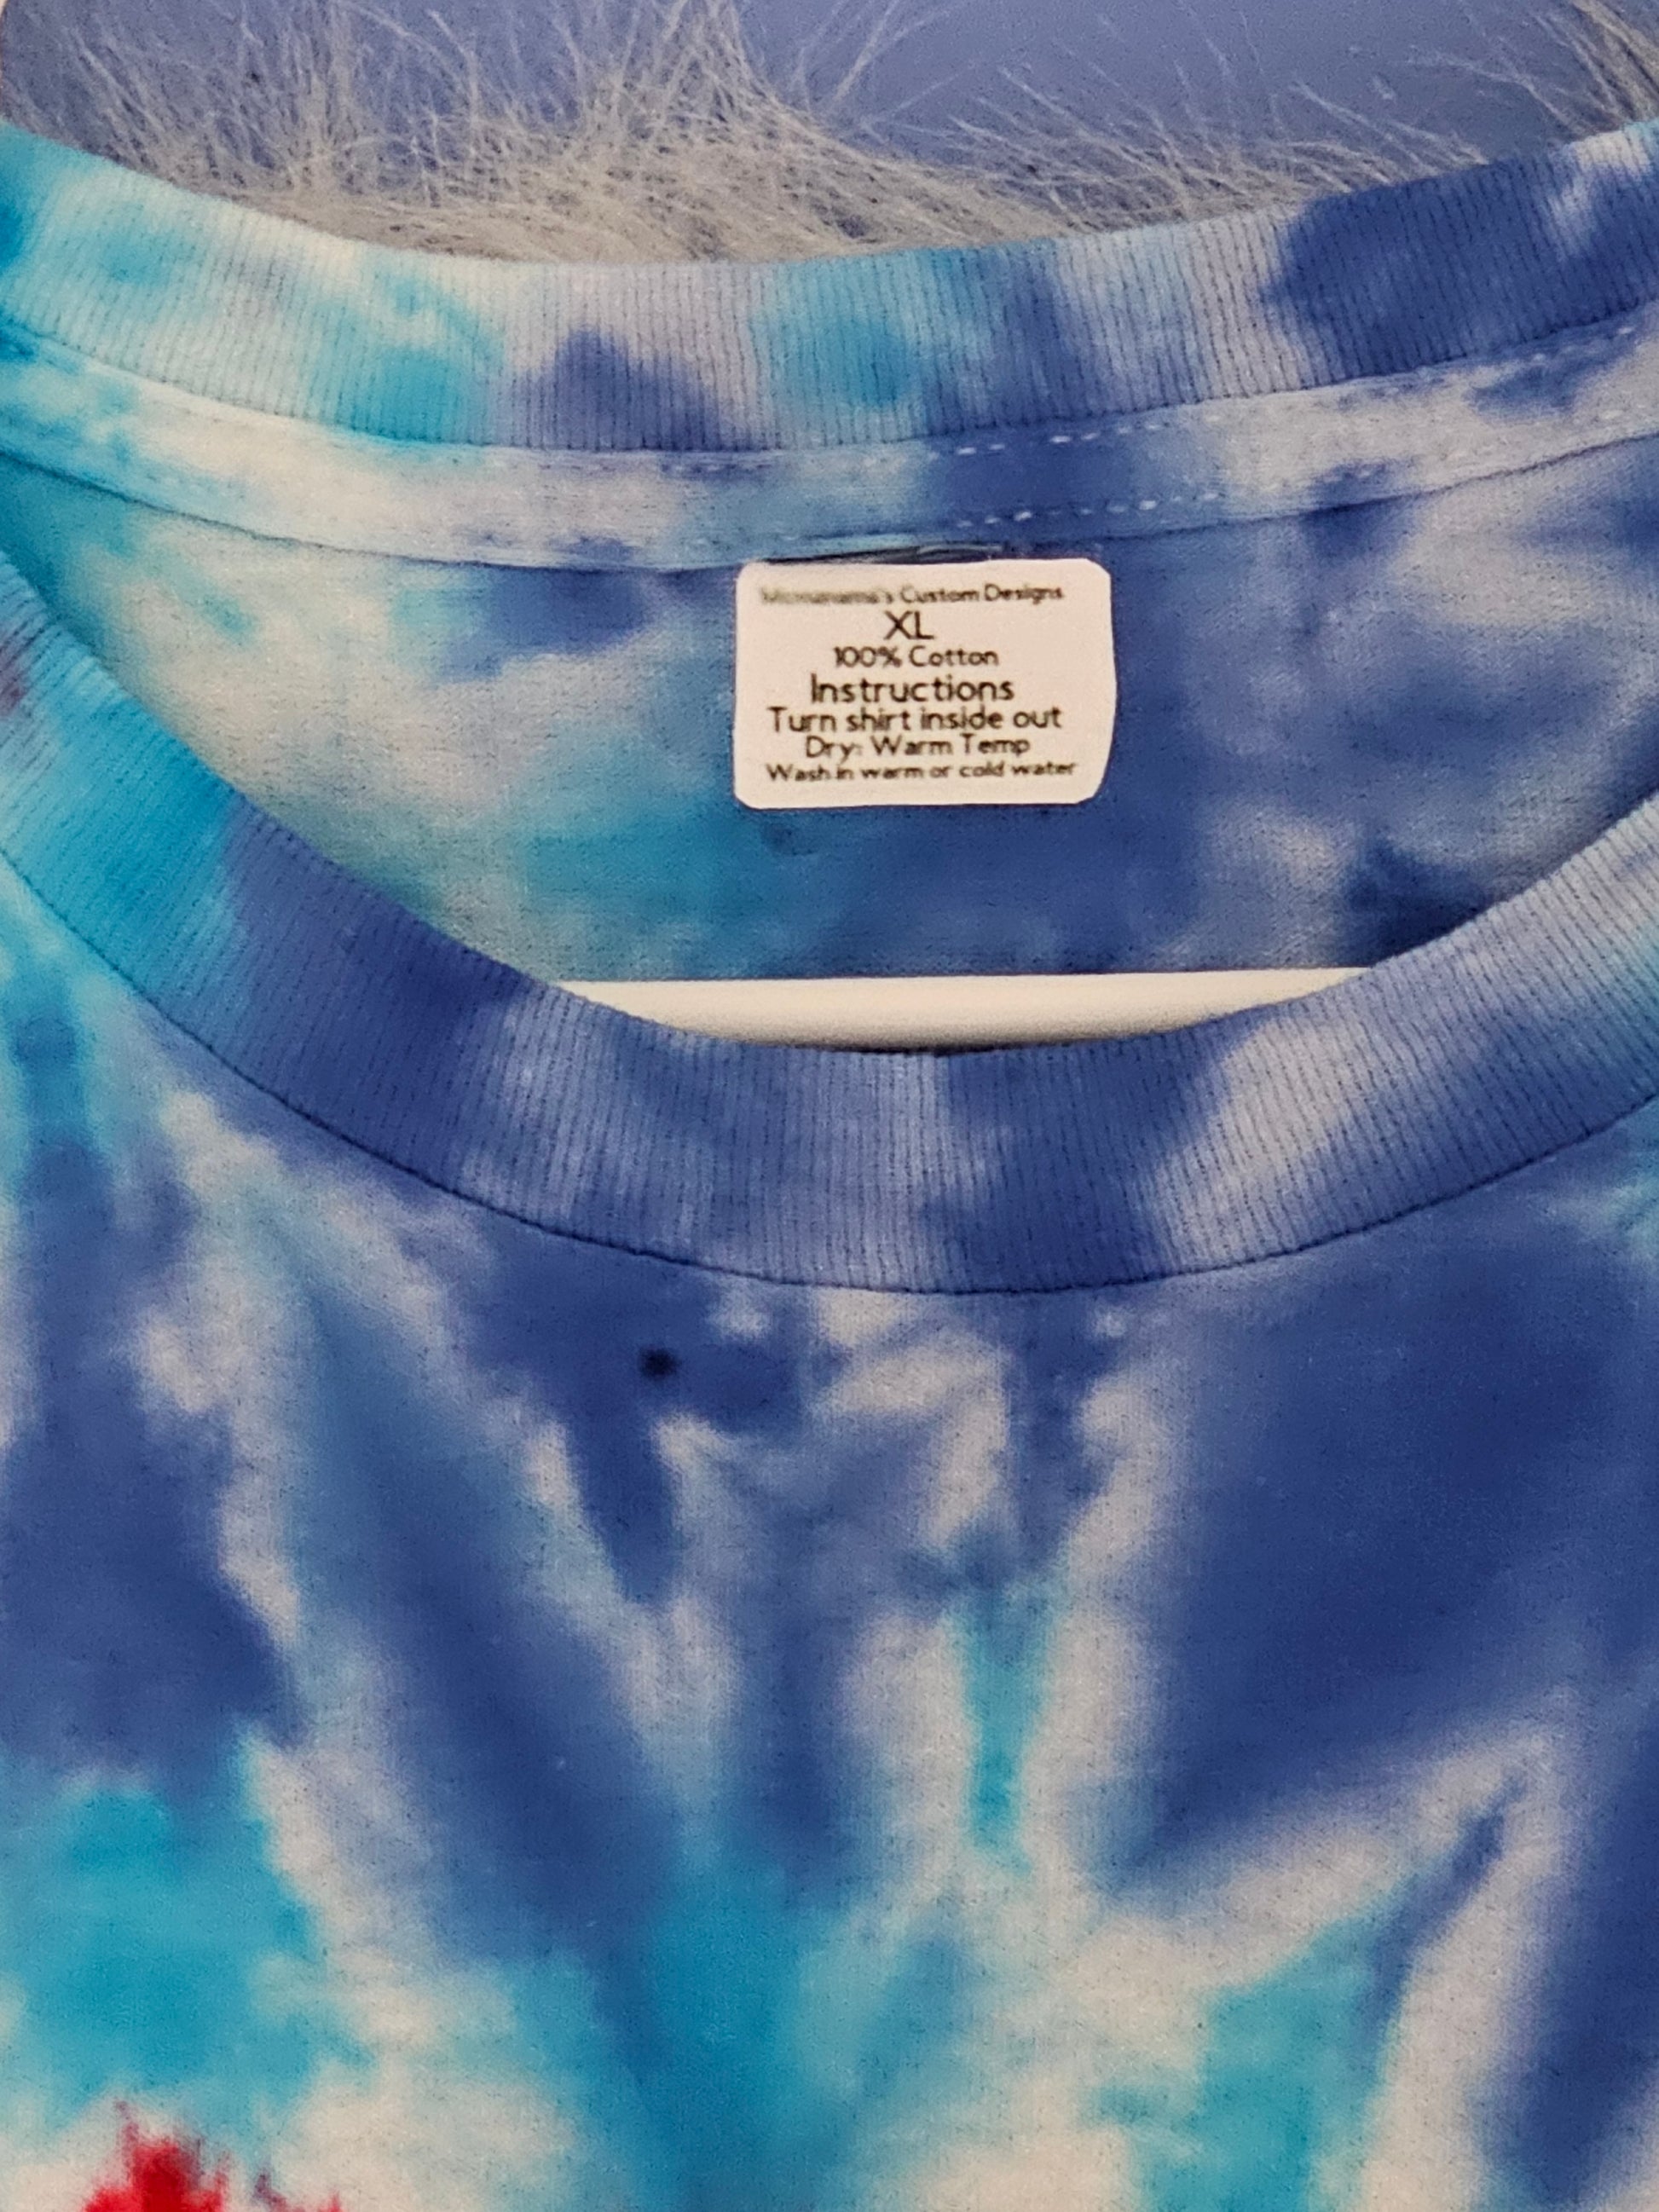 Custom Designs
XL
100% Cotton
Instructions
Turn shirt inside out
Dry: Warm Temp
Wash in warm or cold water